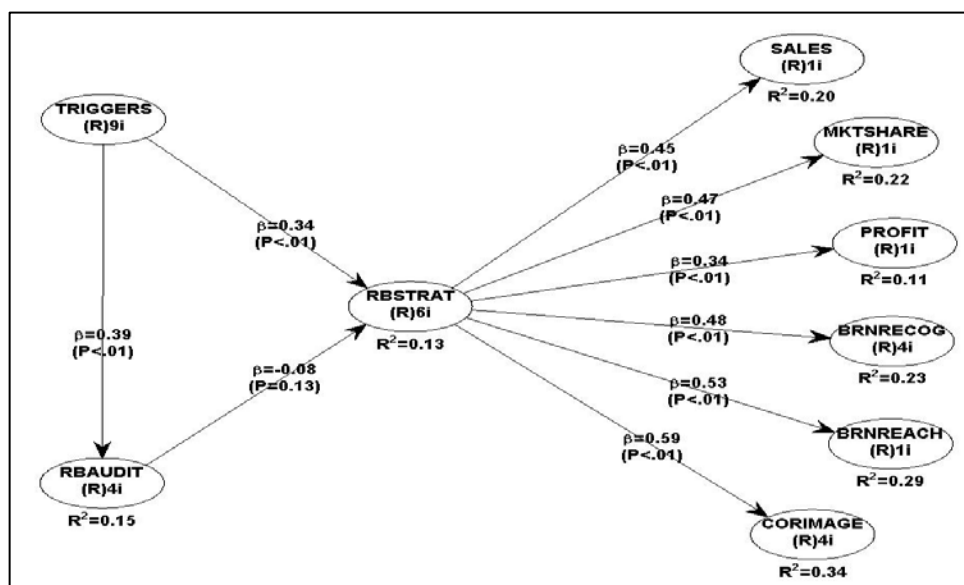 SALES
(R)1i
R²=0.20
TRIGGERS
(R)9i
MKTSHARE
(R)1i
R²=0.22
β=0.45
(P<.01)
β=0.47
(P<.01)
β=0.34
(P<.01)
PROFIT
(R)1i
R²=0.11
β=0.34
(P<.01)
RBSTRAT
(R)6i
R²=0.13
β=0.48
(P<.01)
BRNRECOG
(R)4i
R²=0.23
β=0.39
(P<.01)
β=-0.08
(P=0.13)
β=0.53
(P<.01)
BRNREACH
(R)1i
R²=0.29
β=0.59
(P<.01)
RBAUDIT
(R)4i
R²=0.15
CORIMAGE
(R)4i
R²=0.34